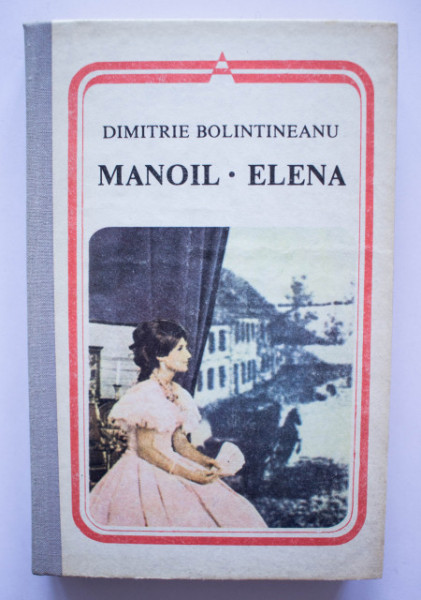 DIMITRIE BOLINTINEANU
MANOIL • ELENA